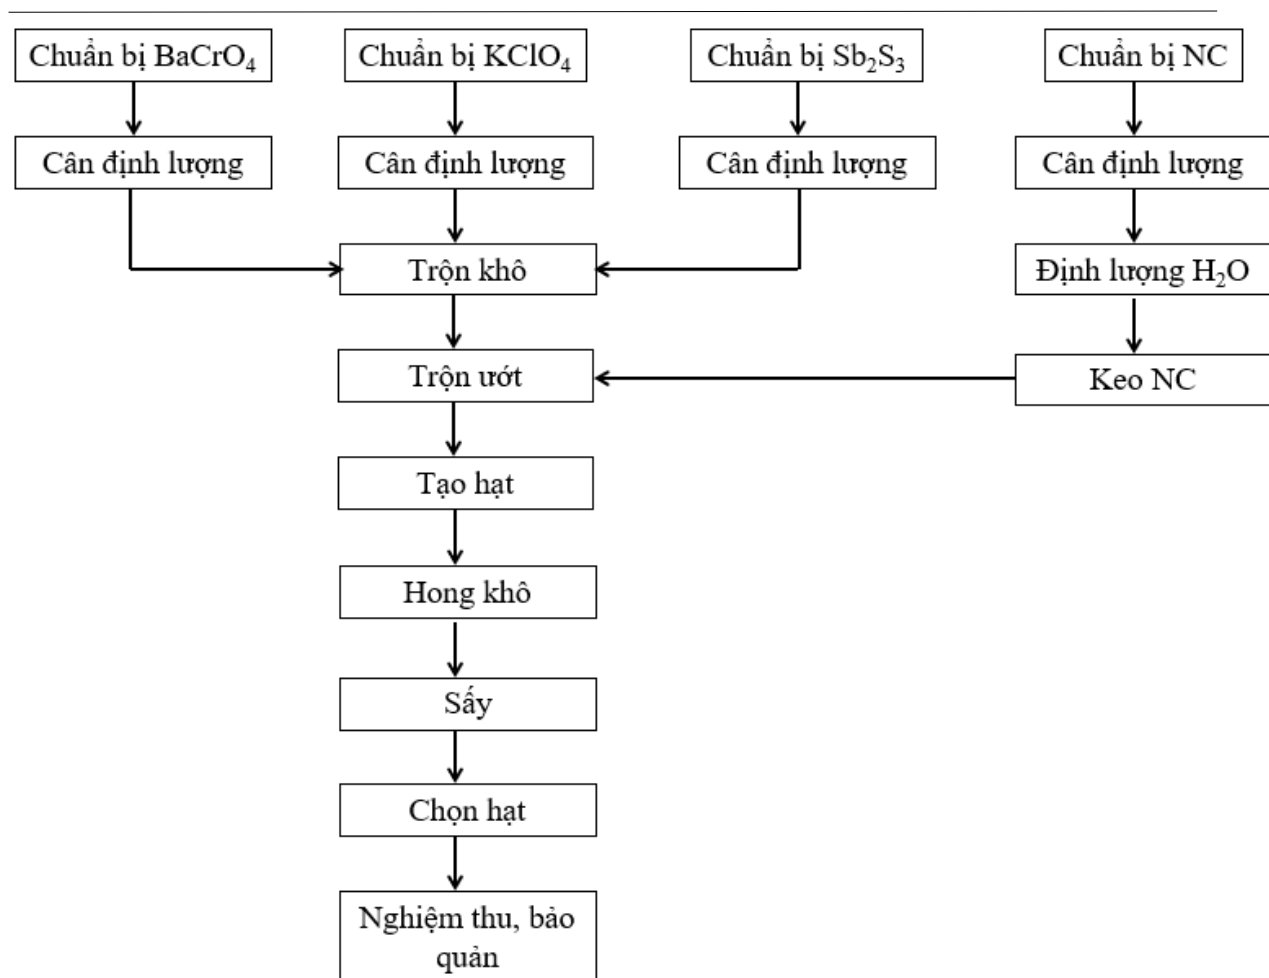 Chuẩn bị BaCrO₄
Chuẩn bị KClO₄
Chuẩn bị Sb₂S₃
Chuẩn bị NC
Cân định lượng
Cân định lượng
Cân định lượng
Cân định lượng
Trộn khô
Định lượng H₂O
Trộn ướt
Keo NC
Tạo hạt
Hong khô
Sấy
Chọn hạt
Nghiệm thu, bảo
quản